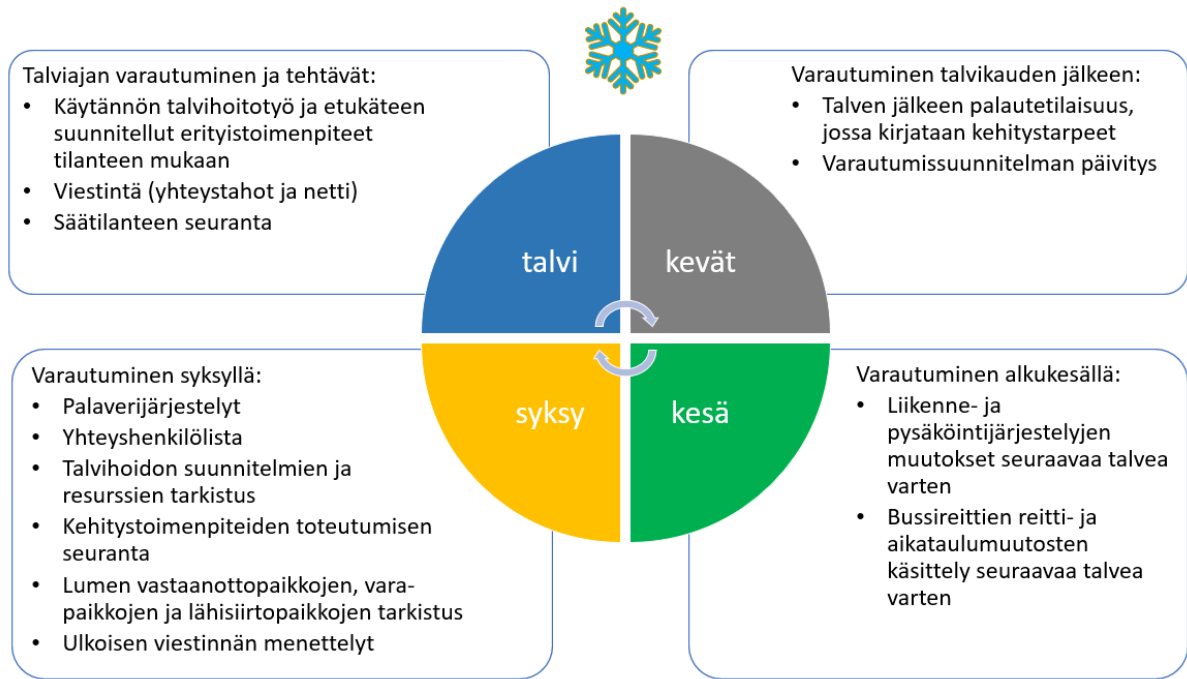 Talviajan varautuminen ja tehtävät:
• Käytännön talvihoitotyö ja etukäteen
suunnitellut erityistoimenpiteet
tilanteen mukaan
• Viestintä (yhteystahot ja netti)
• Säätilanteen seuranta
Varautuminen talvikauden jälkeen:
• Talven jälkeen palautetilaisuus,
jossa kirjataan kehitystarpeet
• Varautumissuunnitelman päivitys
talvi
kevät
syksy
kesä
Varautuminen syksyllä:
• Palaverijärjestelyt
• Yhteyshenkilölista
• Talvihoidon suunnitelmien ja
resurssien tarkistus
• Kehitystoimenpiteiden toteutumisen
seuranta
• Lumen vastaanottopaikkojen, vara-
paikkojen ja lähisiirtopaikkojen tarkistus
• Ulkoisen viestinnän menettelyt
Varautuminen alkukesällä:
• Liikenne- ja
pysäköintijärjestelyjen
muutokset seuraavaa talvea
varten
• Bussireittien reitti- ja
aikataulumuutosten
käsittely seuraavaa talvea
varten